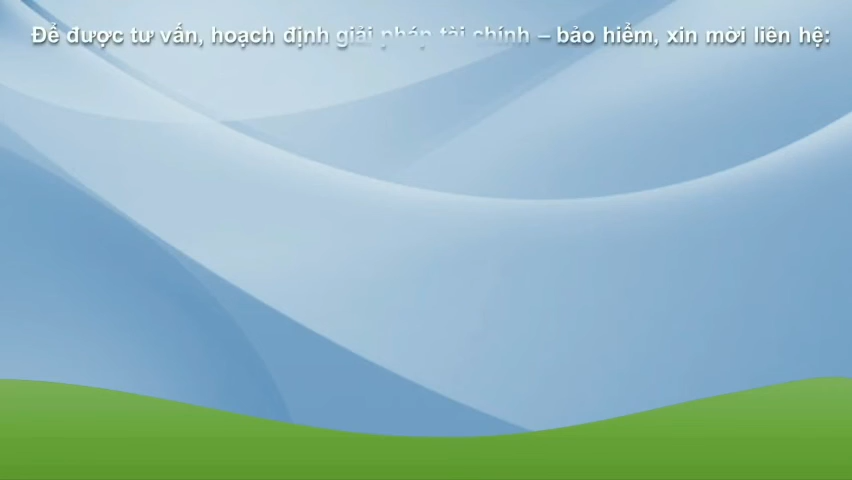 Để được tư vấn, hoạch định giải pháp tài chính – bảo hiểm, xin mời liên hệ: